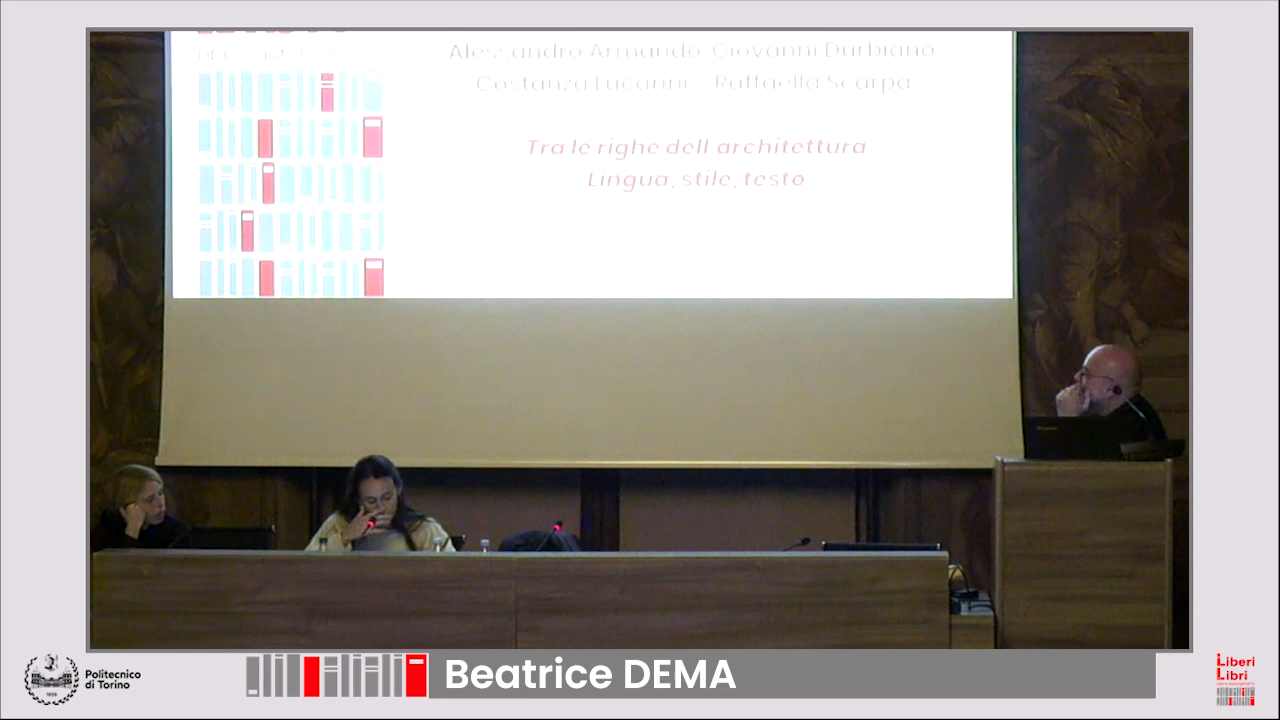 Alessandro Armando Giovanni Durbiano
Costanza Lucarini Raffaella Scarpa
Tra le righe dell architettura
Lingua, stile, testo
Politecnico
di Torino
Beatrice DEMA
Liberi
Libri